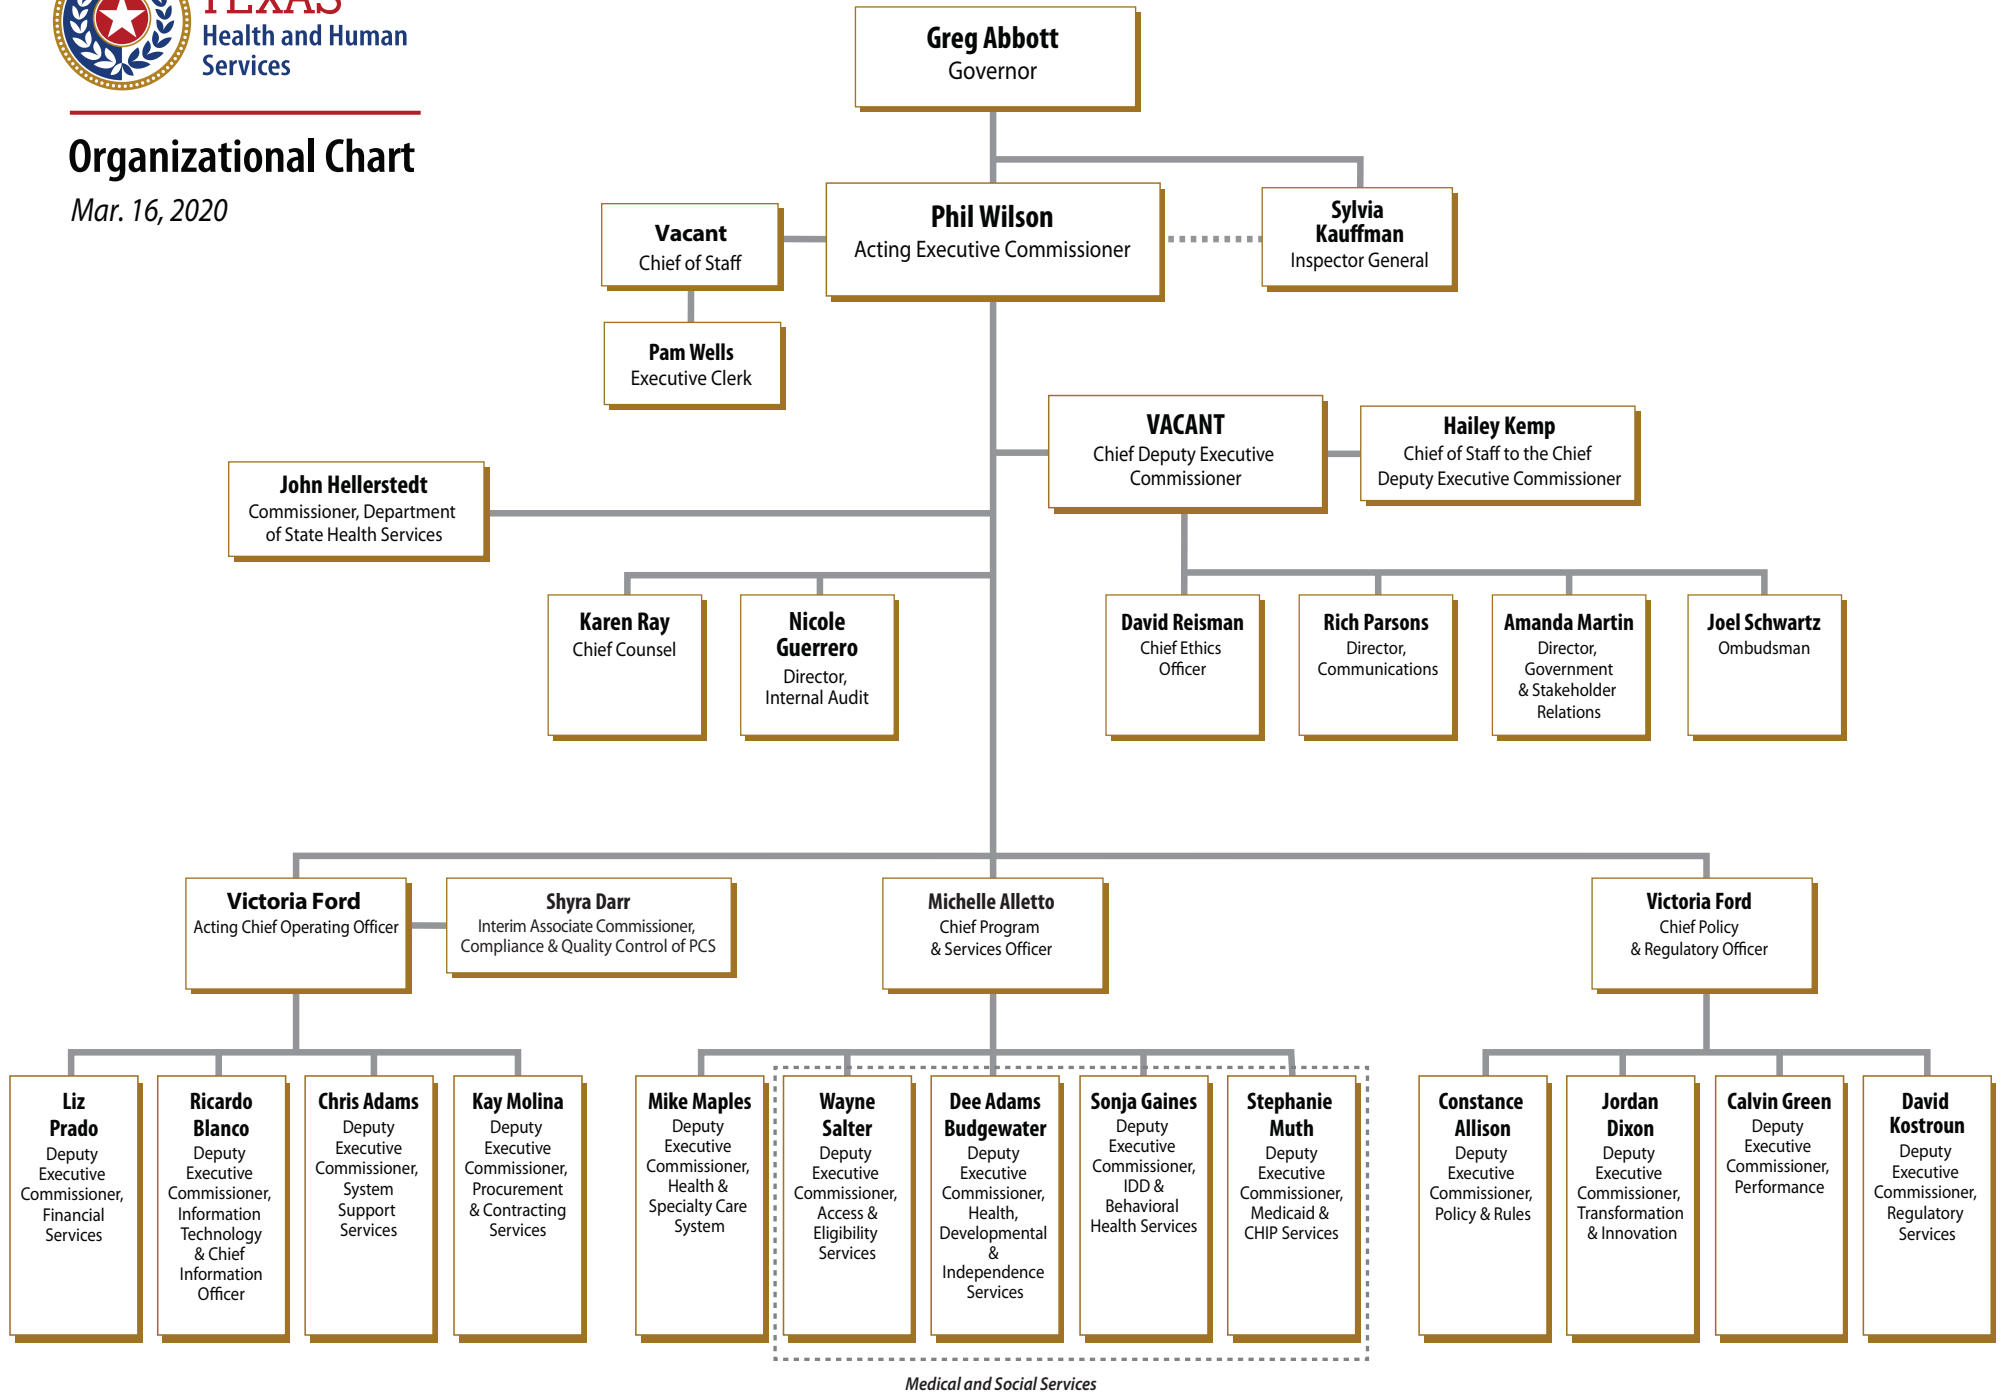 TEXAS
Health and Human
Services
Organizational Chart
Mar. 16, 2020
Greg Abbott
Governor
Phil Wilson
Acting Executive Commissioner
Sylvia
Kauffman
Inspector General
Vacant
Chief of Staff
Pam Wells
Executive Clerk
VACANT
Chief Deputy Executive
Commissioner
Hailey Kemp
Chief of Staff to the Chief
Deputy Executive Commissioner
John Hellerstedt
Commissioner, Department
of State Health Services
Karen Ray
Chief Counsel
Nicole
Guerrero
Director,
Internal Audit
David Reisman
Chief Ethics
Officer
Rich Parsons
Director,
Communications
Amanda Martin
Director,
Government
& Stakeholder
Relations
Joel Schwartz
Ombudsman
Victoria Ford
Acting Chief Operating Officer
Shyra Darr
Interim Associate Commissioner,
Compliance & Quality Control of PCS
Michelle Alletto
Chief Program
& Services Officer
Victoria Ford
Chief Policy
& Regulatory Officer
Liz
Prado
Deputy
Executive
Commissioner,
Financial
Services
Ricardo
Blanco
Deputy
Executive
Commissioner,
Information
Technology
& Chief
Information
Officer
Chris Adams
Deputy
Executive
Commissioner,
System
Support
Services
Kay Molina
Deputy
Executive
Commissioner,
Procurement
& Contracting
Services
Mike Maples
Deputy
Executive
Commissioner,
Health &
Specialty Care
System
Wayne
Salter
Deputy
Executive
Commissioner,
Access &
Eligibility
Services
Dee Adams
Budgewater
Deputy
Executive
Commissioner,
Health,
Developmental
&
Independence
Services
Sonja Gaines
Deputy
Executive
Commissioner,
IDD &
Behavioral
Health Services
Stephanie
Muth
Deputy
Executive
Commissioner,
Medicaid &
CHIP Services
Constance
Allison
Deputy
Executive
Commissioner,
Policy & Rules
Jordan
Dixon
Deputy
Executive
Commissioner,
Transformation
& Innovation
Calvin Green
Deputy
Executive
Commissioner,
Performance
David
Kostroun
Deputy
Executive
Commissioner,
Regulatory
Services
Medical and Social Services